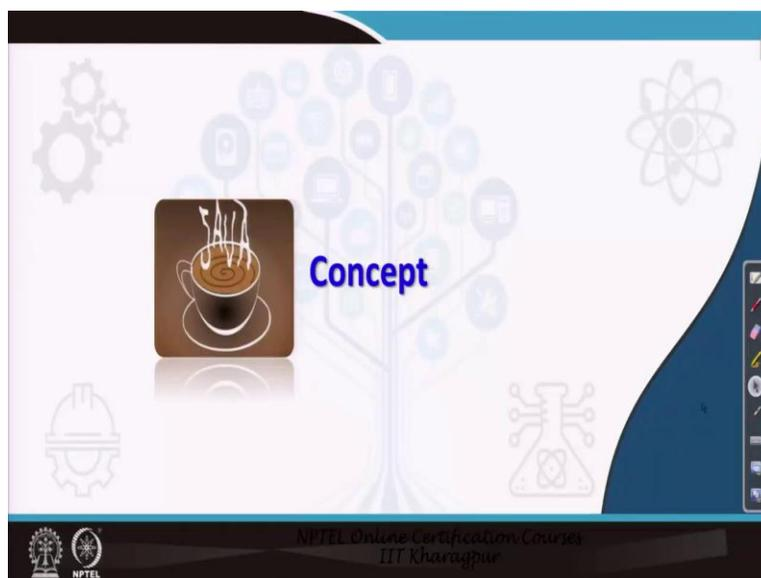 JAVA
Concept
NPTEL Online Certification Courses
IIT Kharagpur
NPTEL